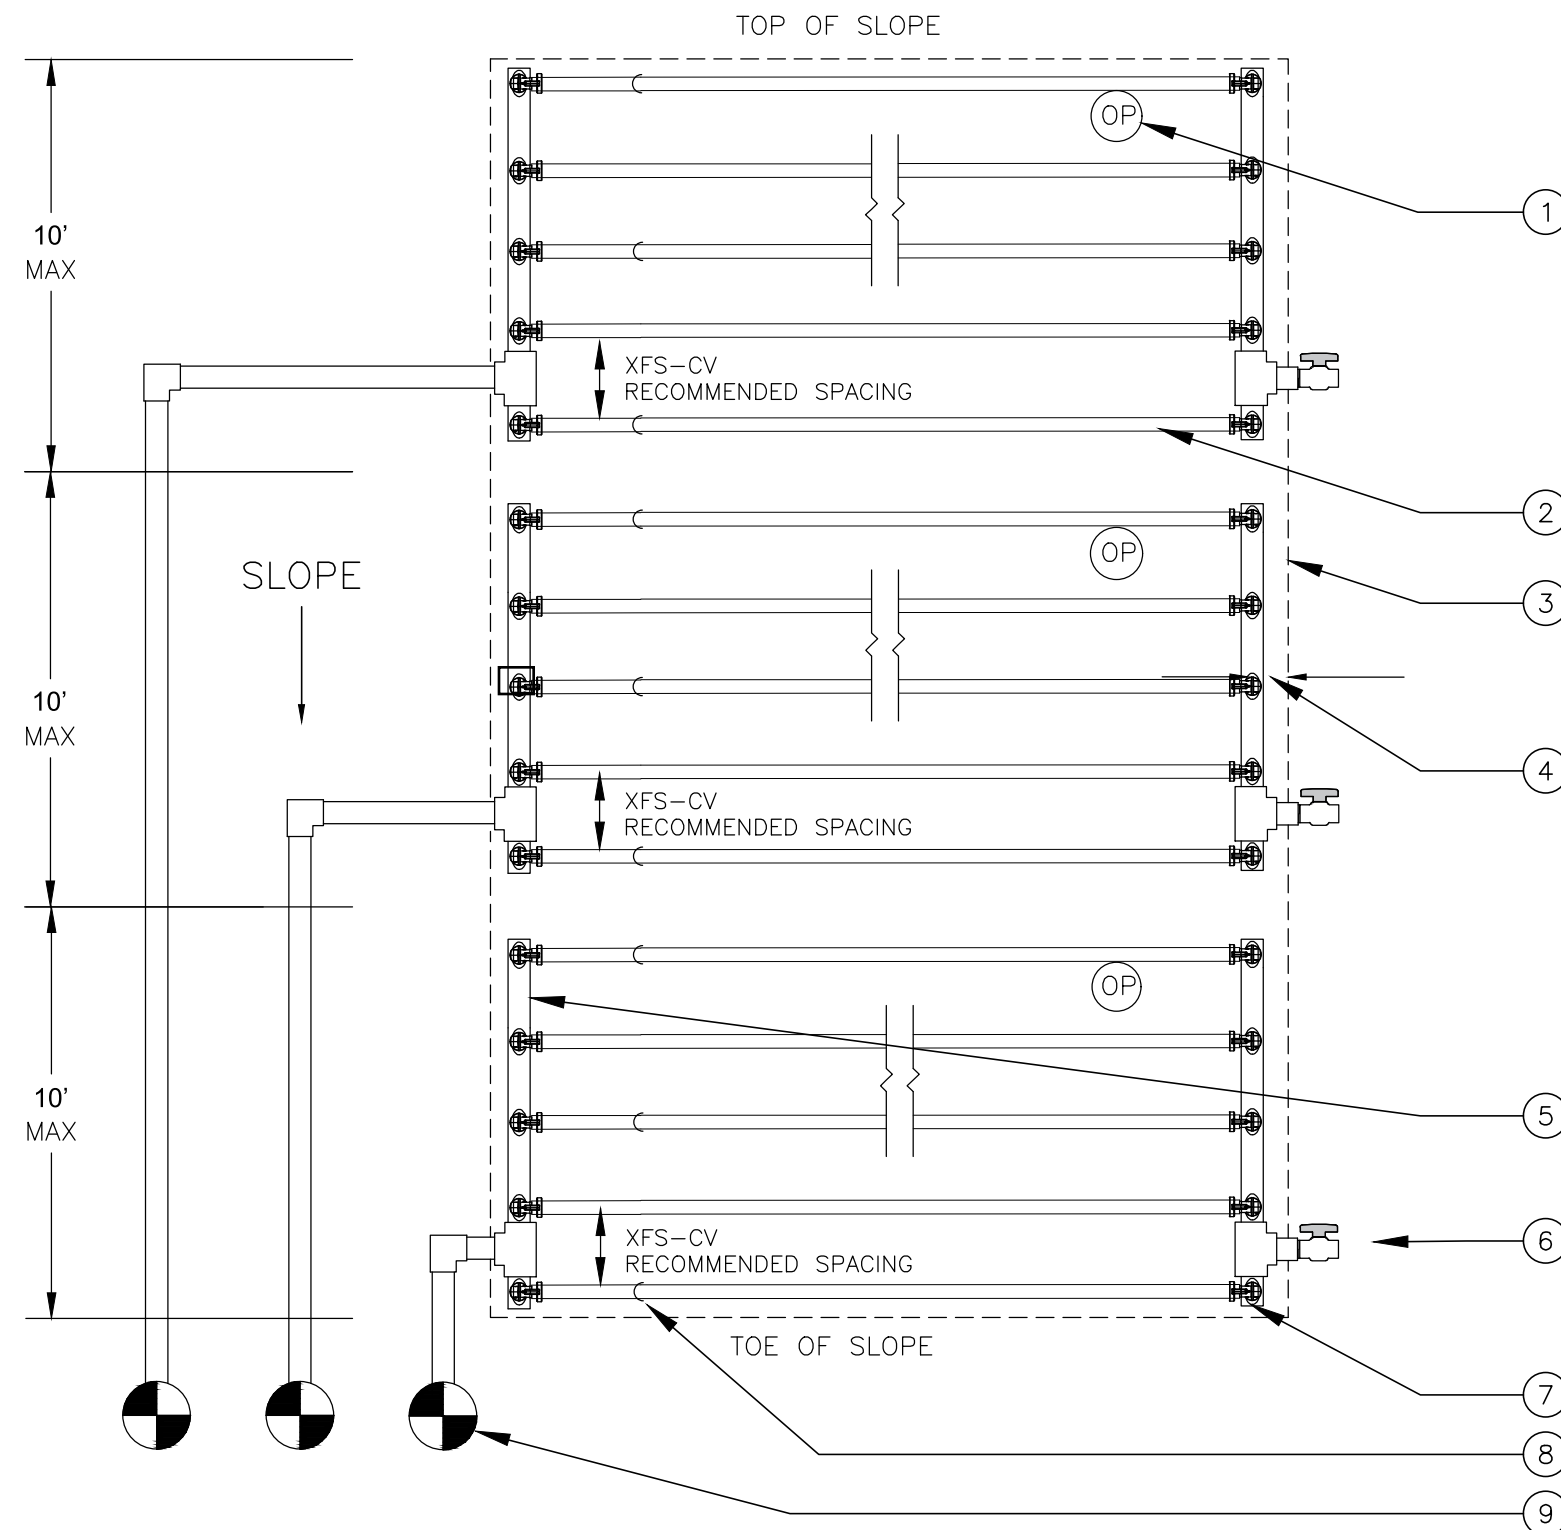 TOP OF SLOPE
OP
1
10'
MAX
XFS-CV
RECOMMENDED SPACING
2
OP
SLOPE
3
10'
MAX
4
XFS-CV
RECOMMENDED SPACING
OP
10'
MAX
5
XFS-CV
RECOMMENDED SPACING
6
TOE OF SLOPE
7
8
9